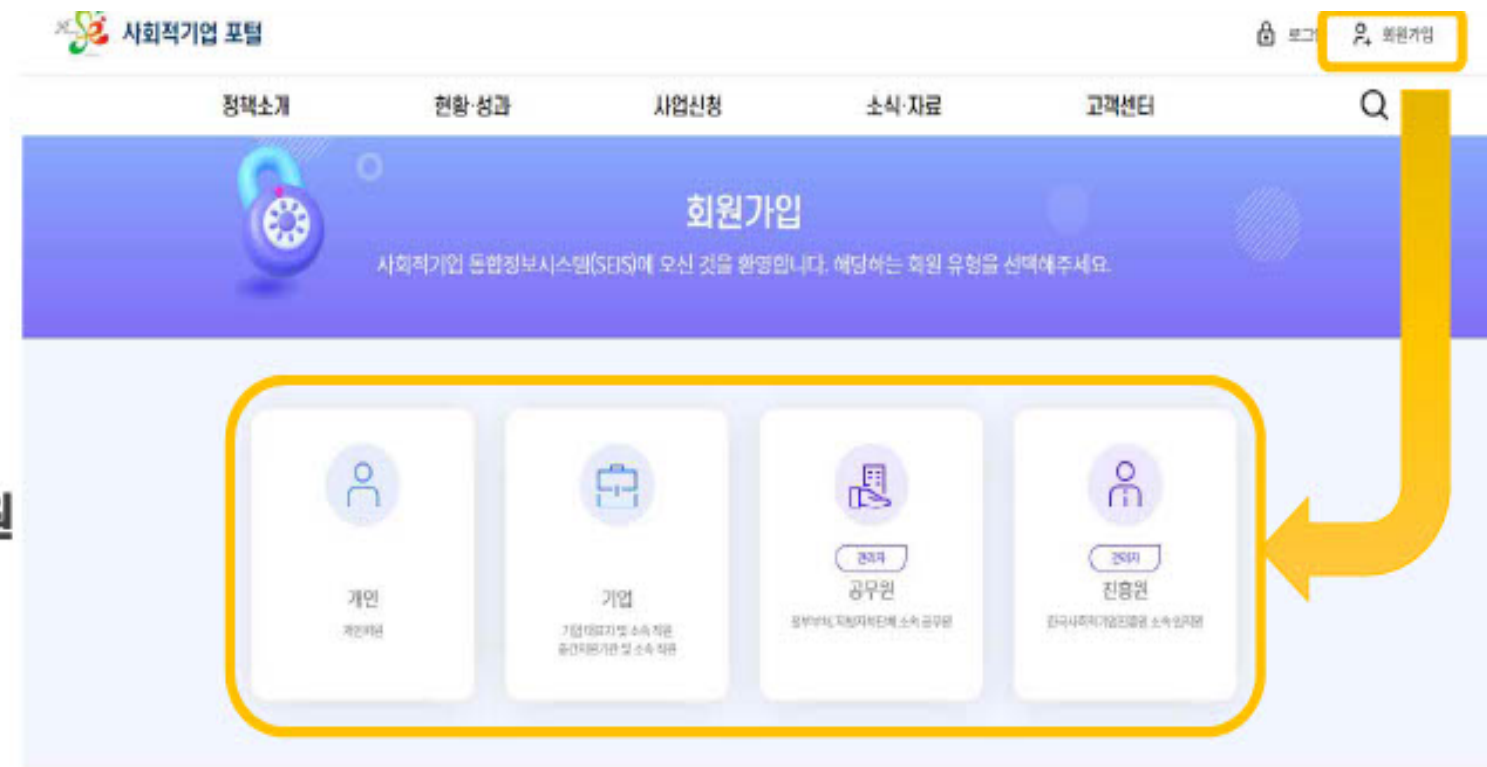 사회적기업 포털
로그인 회원가입
정책소개 현황·성과 사업신청 소식·자료 고객센터
회원가입
사회적기업 통합정보시스템(SEIS)에 오신 것을 환영합니다. 해당하는 회원 유형을 선택해주세요.
원
관리자 관리자
개인 기업 공무원 진흥원
개인회원 기업 대표자 및 소속 직원 정부부처, 지방자치단체 소속 공무원 한국사회적기업진흥원 소속 임직원
중간지원기관 및 소속 직원